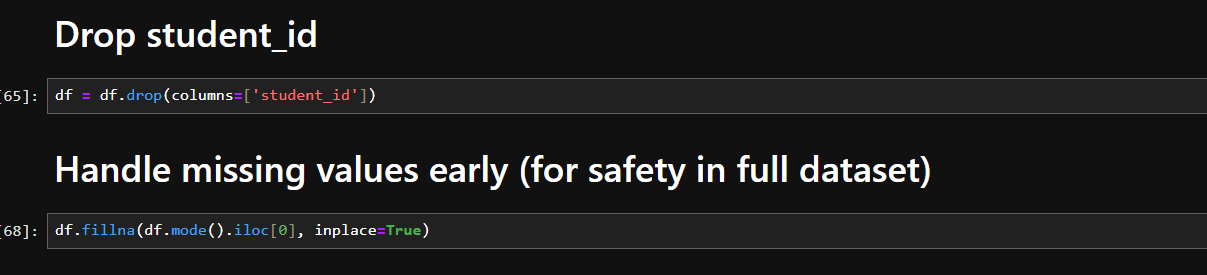 Drop student_id
[65]: df = df.drop(columns=['student_id'])
Handle missing values early (for safety in full dataset)
[68]: df.fillna(df.mode().iloc[0], inplace=True)